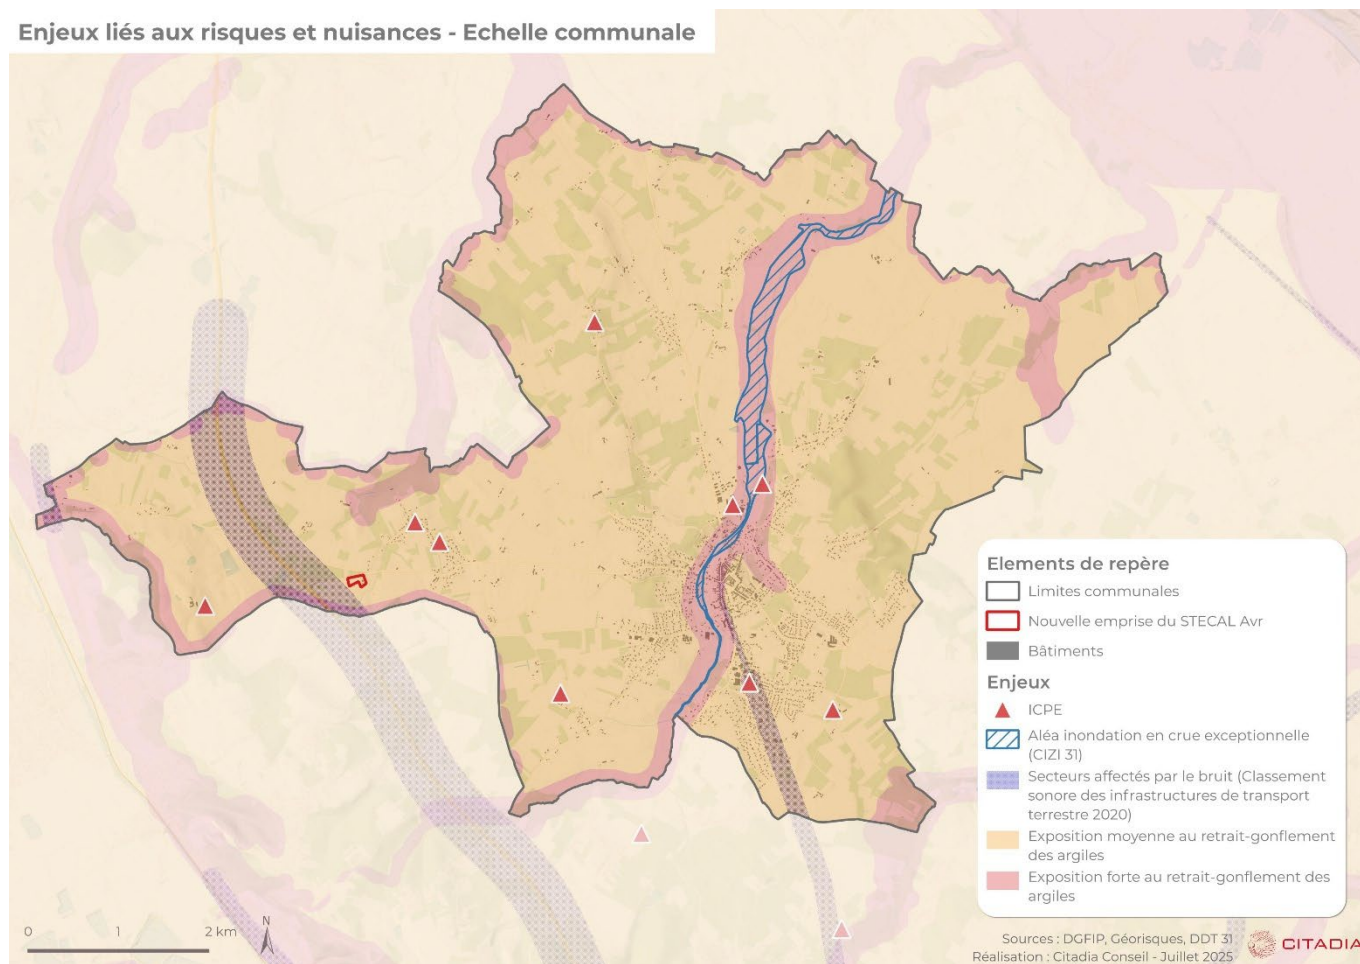 Enjeux liés aux risques et nuisances - Echelle communale
Elements de repère
Limites communales
Nouvelle emprise du STECAL Avr
Bâtiments
Enjeux
ICPE
Aléa inondation en crue exceptionnelle
(CIZI 31)
Secteurs affectés par le bruit (Classement
sonore des infrastructures de transport
terrestre 2020)
Exposition moyenne au retrait-gonflement
des argiles
Exposition forte au retrait-gonflement des
argiles
0 1 2 km
N
Sources : DGFIP, Géorisques, DDT 31
Réalisation : Citadia Conseil - Juillet 2025
CITADIA